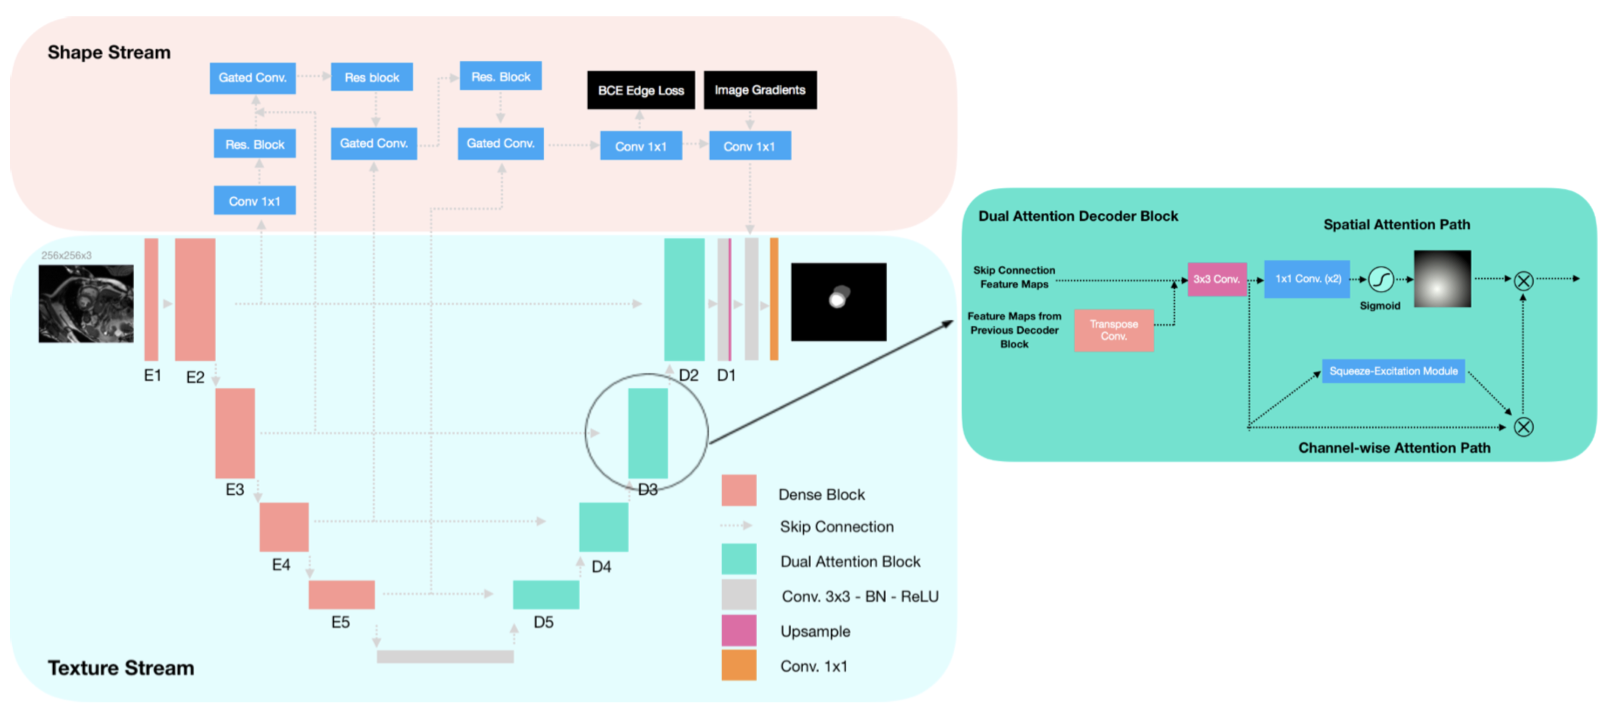 Shape Stream
Gated Conv.
Res block
Res. Block
BCE Edge Loss
Image Gradients
Res. Block
Gated Conv.
Gated Conv.
Conv 1x1
Conv 1x1
Conv 1x1
256x256x3
E1
E2
D2
D1
E3
D3
E4
D4
E5
D5
Dense Block
Skip Connection
Dual Attention Block
Conv. 3x3 - BN - ReLU
Upsample
Conv. 1x1
Texture Stream
Dual Attention Decoder Block
Spatial Attention Path
Skip Connection
Feature Maps
3x3 Conv.
1x1 Conv. (x2)
Sigmoid
Feature Maps from
Previous Decoder
Block
Transpose
Conv.
Squeeze-Excitation Module
Channel-wise Attention Path